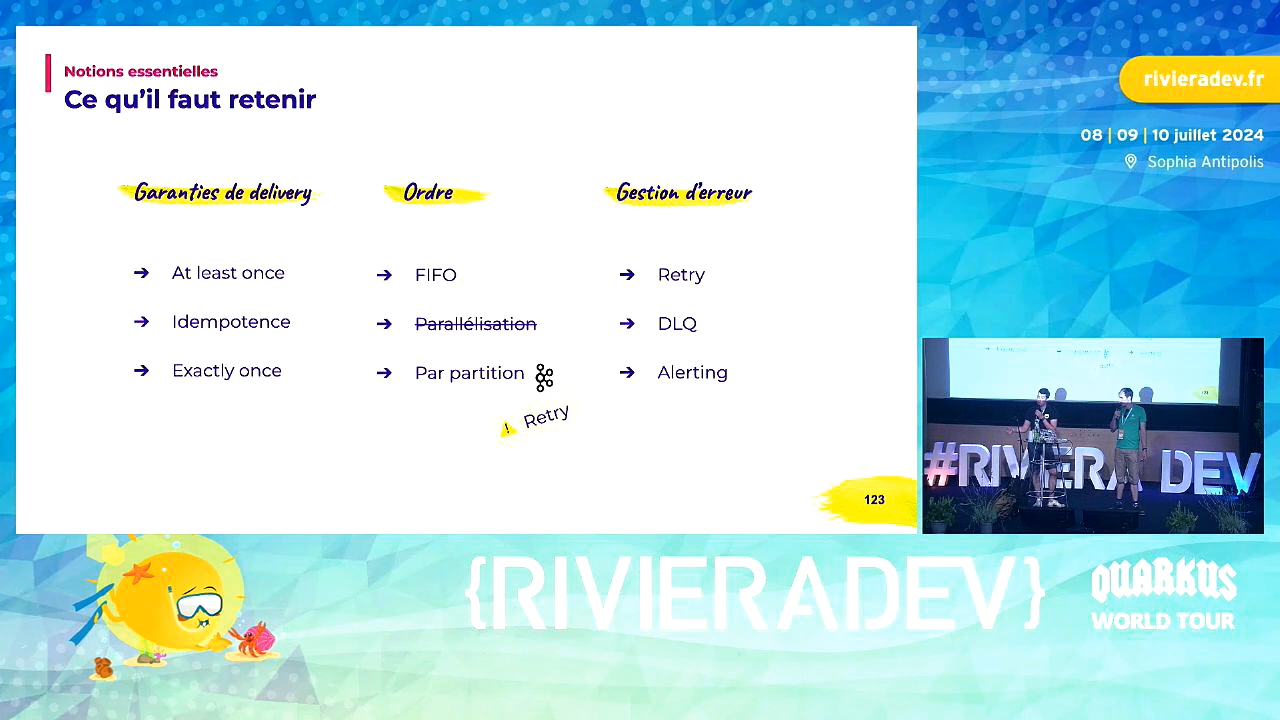 Notions essentielles
Ce qu'il faut retenir
Garanties de delivery
At least once
Idempotence
Exactly once
Ordre
FIFO
Parallélisation
Par partition
Retry
Gestion d'erreur
Retry
DLQ
Alerting
123
rivieradev.fr
08 | 09 | 10 juillet 2024
Sophia Antipolis
#RIVIERA DEV
{RIVIERADEV}
QUARKUS
WORLD TOUR